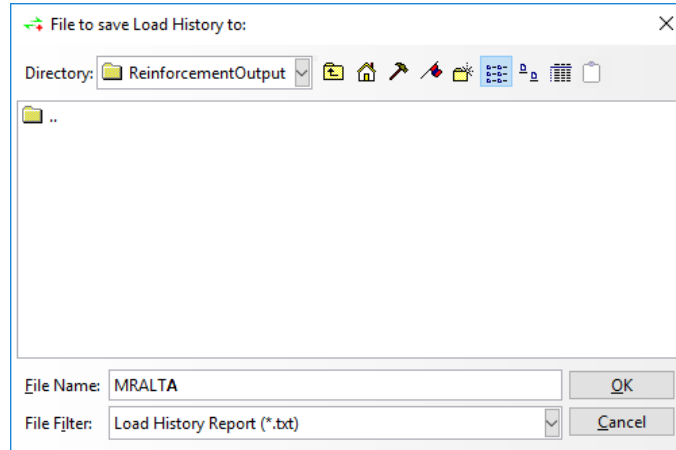 File to save Load History to:
Directory: ReinforcementOutput
..
File Name: MRALTA OK
File Filter: Load History Report (*.txt) Cancel